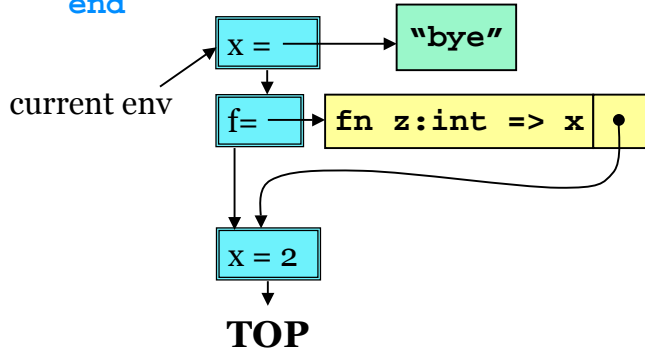 end
x = “bye”
current env
f= fn z:int => x
x = 2
TOP